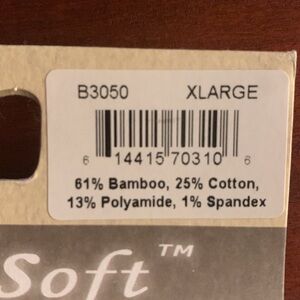 B3050 XLARGE
6 14415 70310 6
61% Bamboo, 25% Cotton,
13% Polyamide, 1% Spandex
Soft™